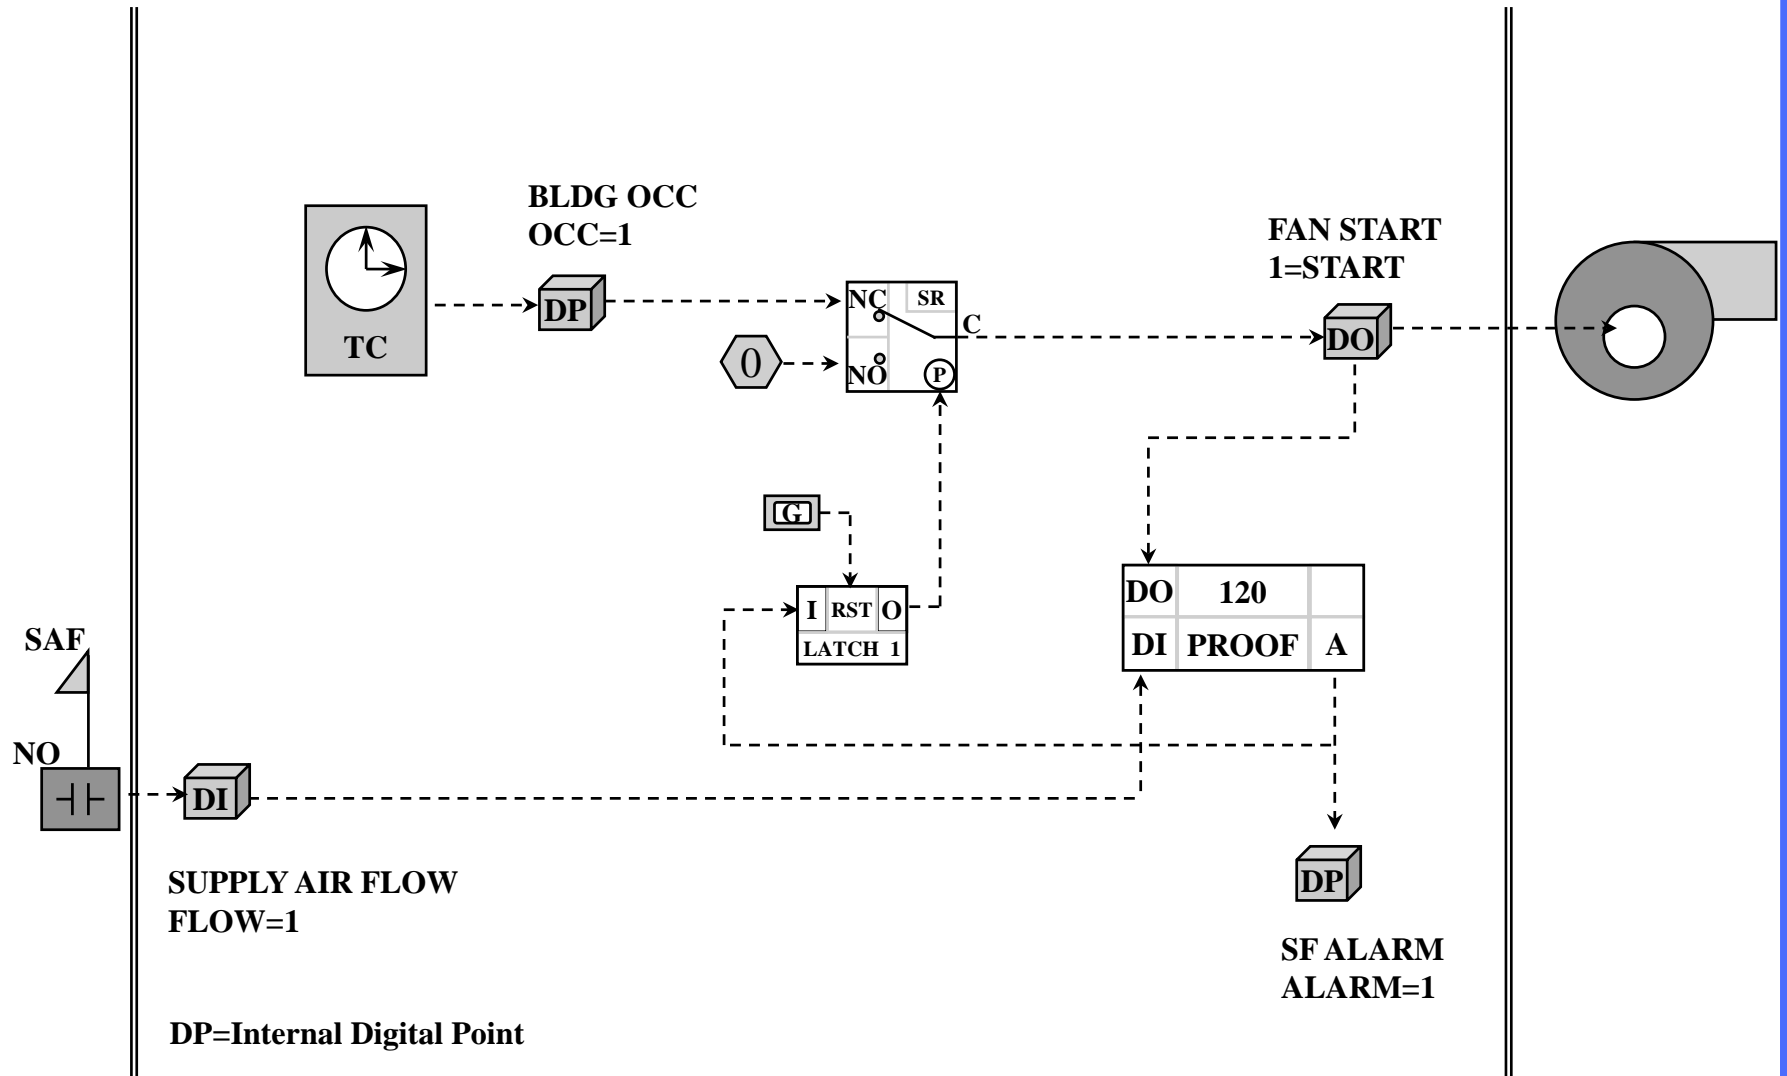 BLDG OCC
OCC=1
FAN START
1=START
TC
DP
NC
SR
C
0
NO
P
DO
G
I RST O
LATCH 1
DO 120
DI PROOF A
SAF
NO
DI
SUPPLY AIR FLOW
FLOW=1
DP
SF ALARM
ALARM=1
DP=Internal Digital Point